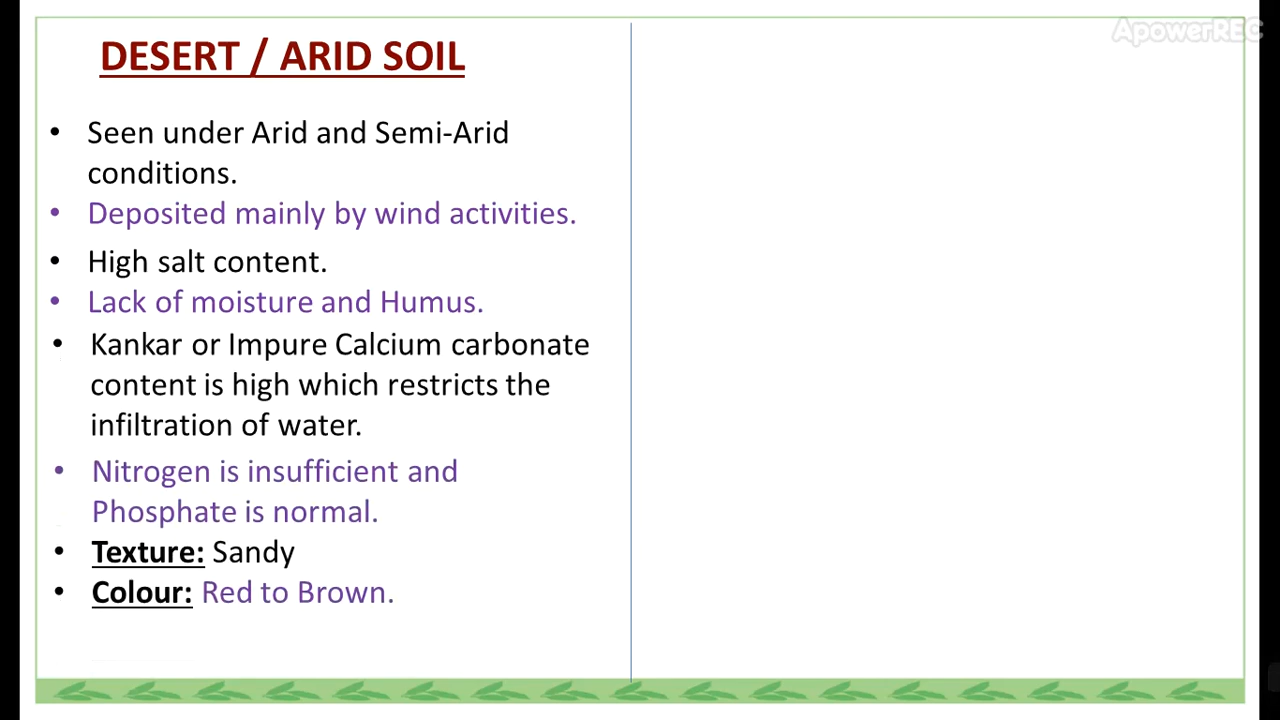 ApowerREC
DESERT / ARID SOIL
• Seen under Arid and Semi-Arid
conditions.
• Deposited mainly by wind activities.
• High salt content.
• Lack of moisture and Humus.
• Kankar or Impure Calcium carbonate
content is high which restricts the
infiltration of water.
• Nitrogen is insufficient and
Phosphate is normal.
• Texture: Sandy
• Colour: Red to Brown.